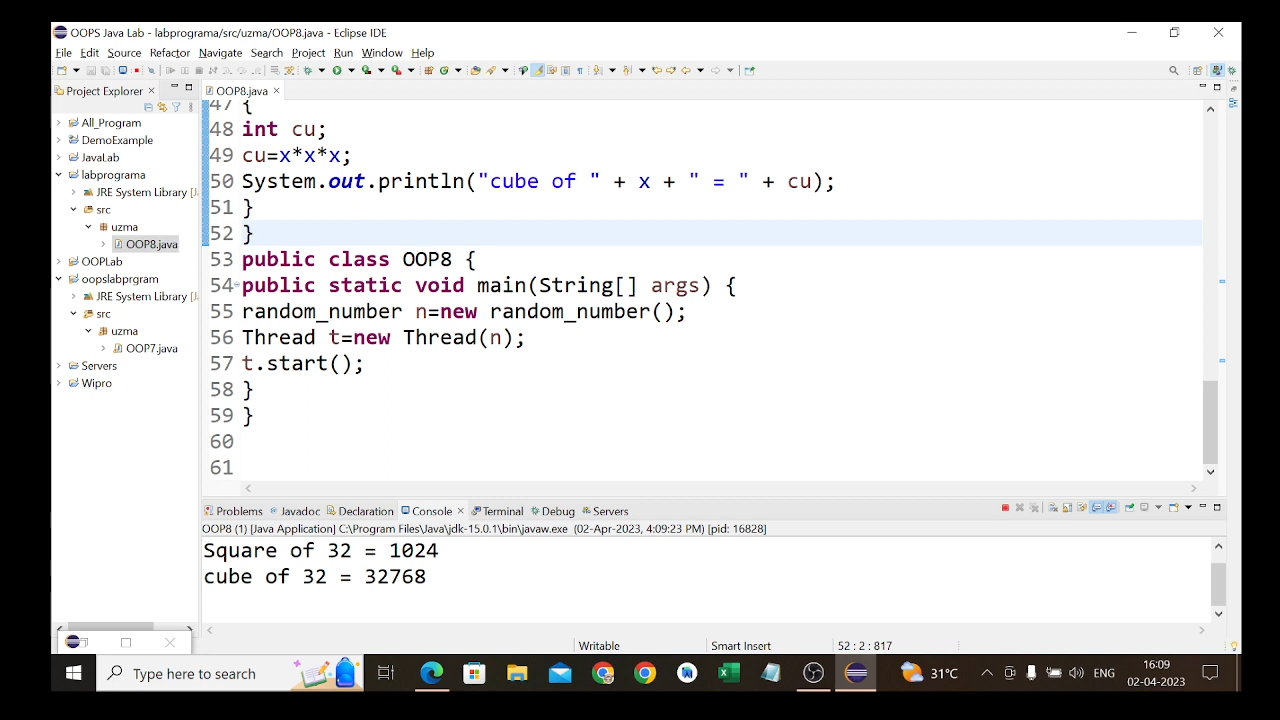 OOPS Java Lab - labprograma/src/uzma/OOP8.java - Eclipse IDE
File Edit Source Refactor Navigate Search Project Run Window Help
Project Explorer
OOP8.java
All_Program
DemoExample
JavaLab
labprograma
JRE System Library [J
src
uzma
OOP8.java
OOPLab
oopslabprgram
JRE System Library [J
src
uzma
OOP7.java
Servers
Wipro
47 {
48 int cu;
49 cu=x*x*x;
50 System.out.println("cube of " + x + " = " + cu);
51 }
52 }
53 public class OOP8 {
54 public static void main(String[] args) {
55 random_number n=new random_number();
56 Thread t=new Thread(n);
57 t.start();
58 }
59 }
60
61
Problems Javadoc Declaration Console Terminal Debug Servers
OOP8 (1) [Java Application] C:\Program Files\Java\jdk-15.0.1\bin\javaw.exe (02-Apr-2023, 4:09:23 PM) [pid: 16828]
Square of 32 = 1024
cube of 32 = 32768
Writable Smart Insert 52 : 2 : 817
Type here to search
31°C ENG
16:09
02-04-2023